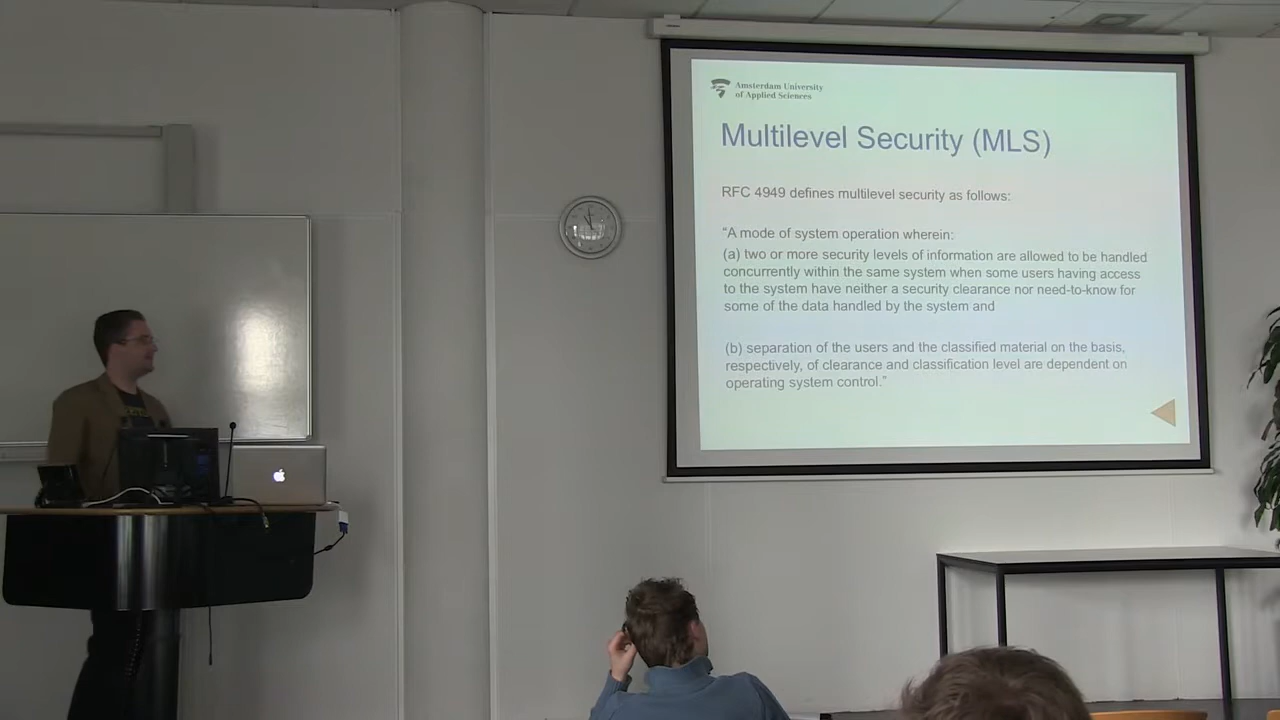 Amsterdam University
of Applied Sciences
Multilevel Security (MLS)
RFC 4949 defines multilevel security as follows:
“A mode of system operation wherein:
(a) two or more security levels of information are allowed to be handled
concurrently within the same system when some users having access
to the system have neither a security clearance nor need-to-know for
some of the data handled by the system and
(b) separation of the users and the classified material on the basis,
respectively, of clearance and classification level are dependent on
operating system control.”